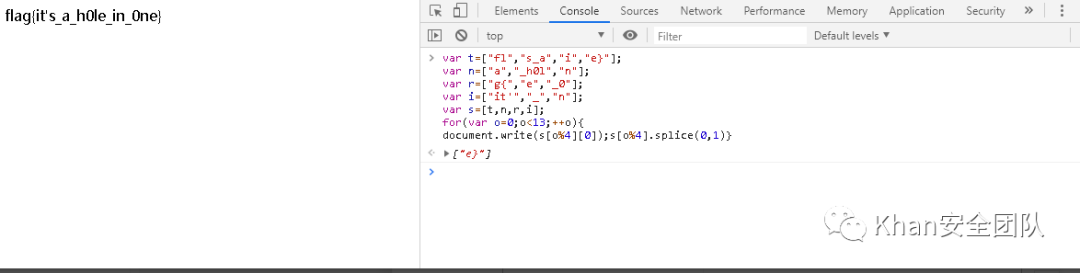 flag{it's_a_h0le_in_0ne}
Elements Console Sources Network Performance Memory Application Security »
top Filter Default levels ▼
> var t=["fl","s_a","i","e}"];
var n=["a","_h0l","n"];
var r=["g{","e","_0"];
var i=["it'","_","n"];
var s=[t,n,r,i];
for(var o=0;o<13;++o){
document.write(s[o%4][0]);s[o%4].splice(0,1)}
["e}"]
>
Khan安全团队